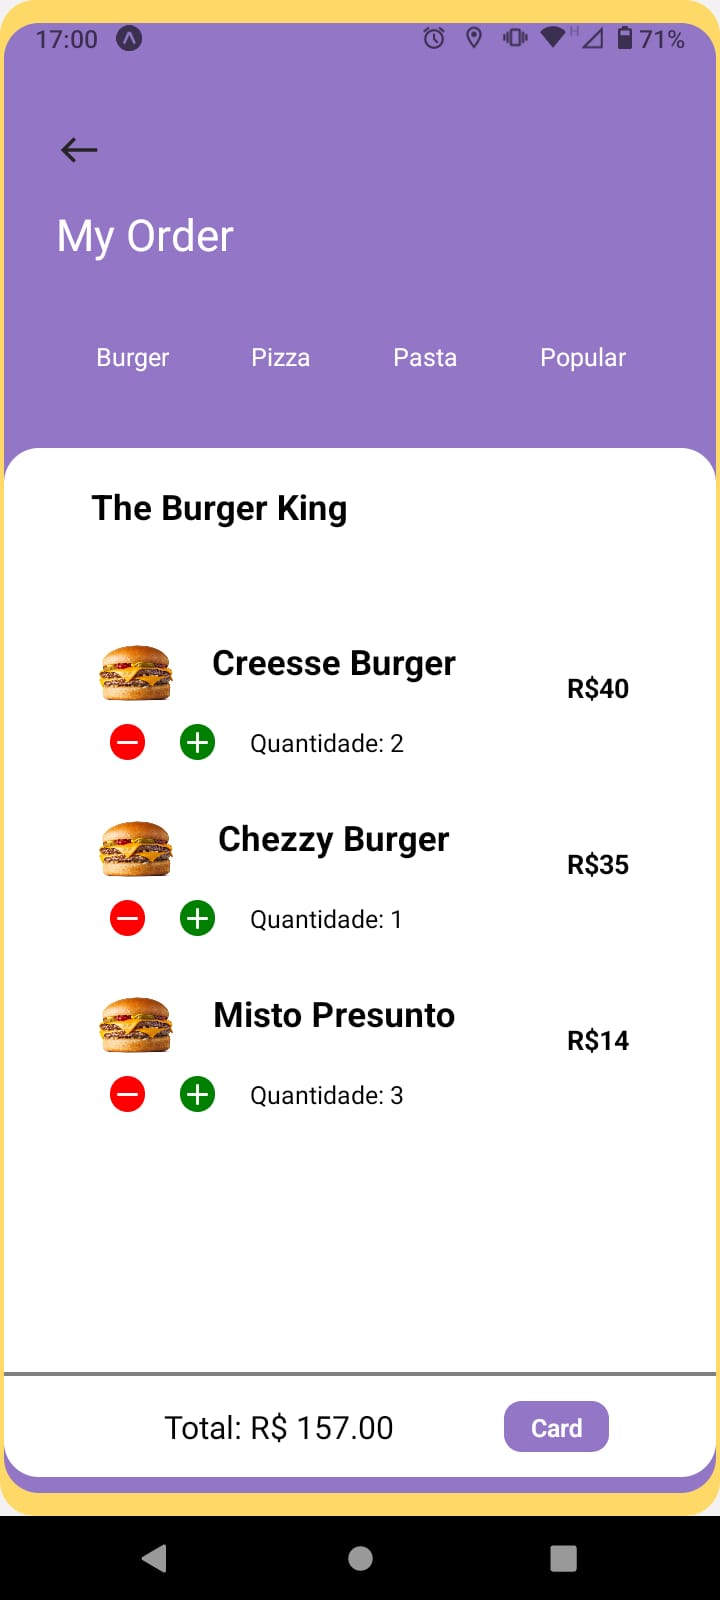 17:00 H 71%
My Order
Burger Pizza Pasta Popular
The Burger King
Creesse Burger
R$40
Quantidade: 2
Chezzy Burger
R$35
Quantidade: 1
Misto Presunto
R$14
Quantidade: 3
Total: R$ 157.00 Card